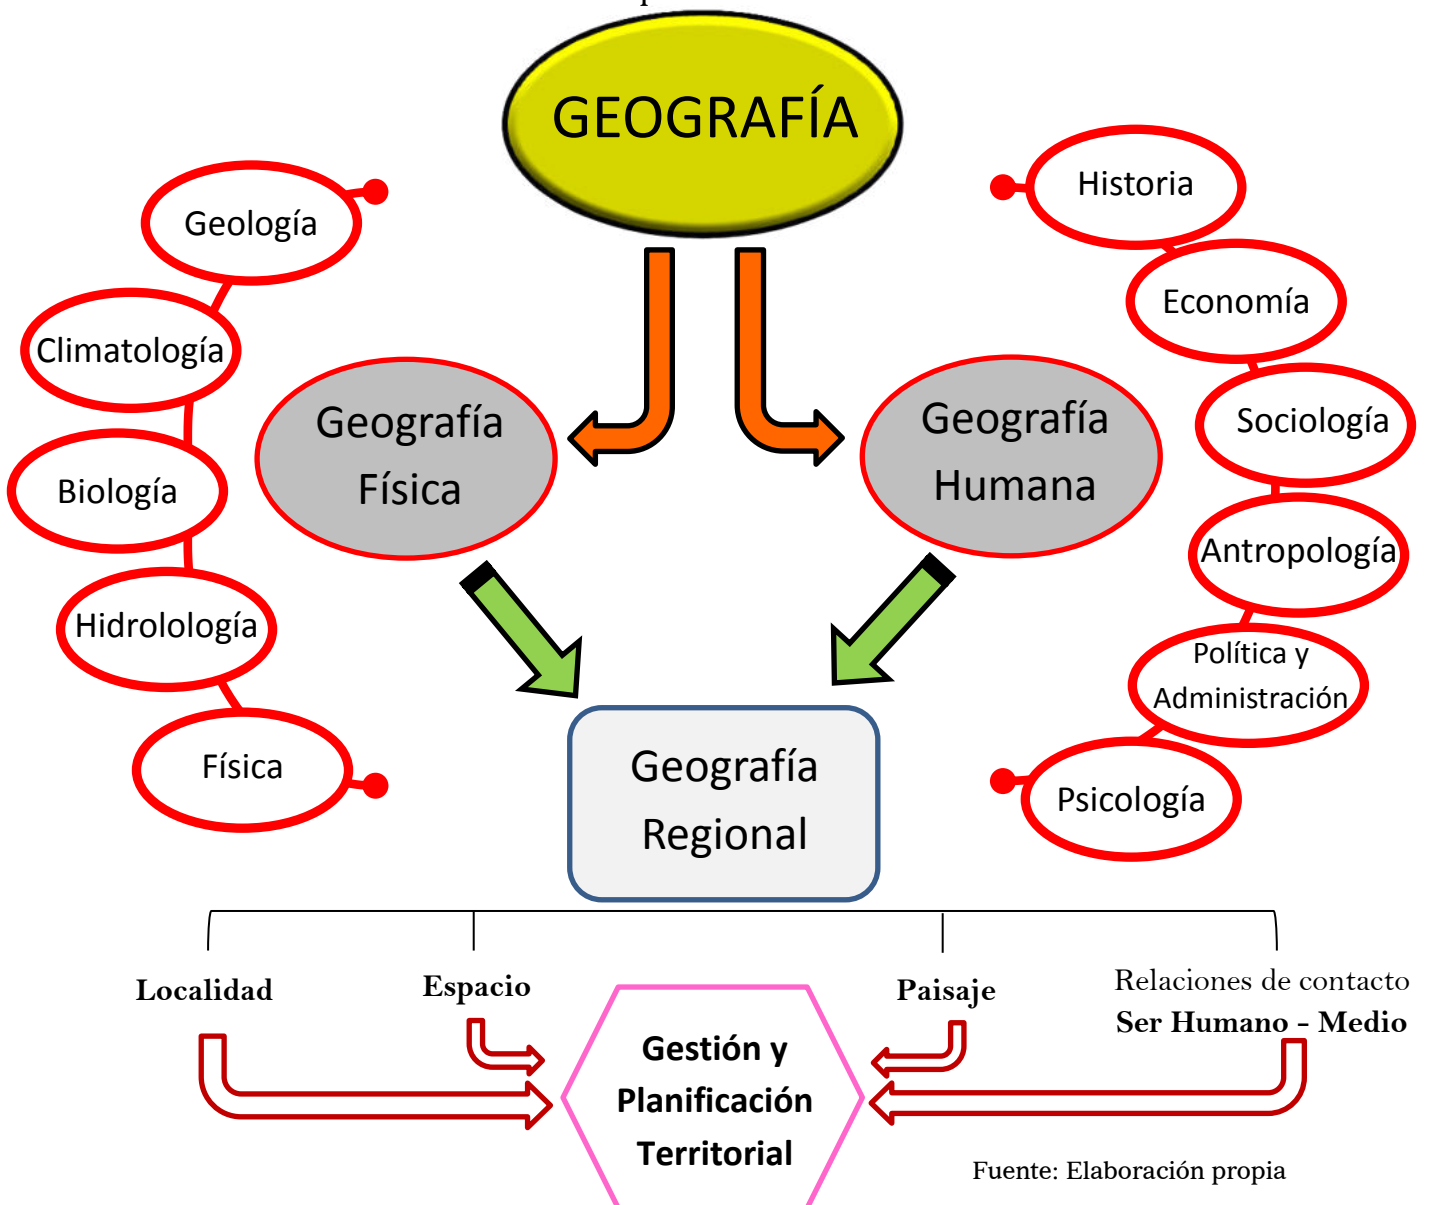 GEOGRAFÍA
Geología
Climatología
Biología
Hidrolología
Física
Geografía
Física
Geografía
Humana
Historia
Economía
Sociología
Antropología
Política y
Administración
Psicología
Geografía
Regional
Localidad
Espacio
Paisaje
Relaciones de contacto
Ser Humano - Medio
Gestión y
Planificación
Territorial
Fuente: Elaboración propia